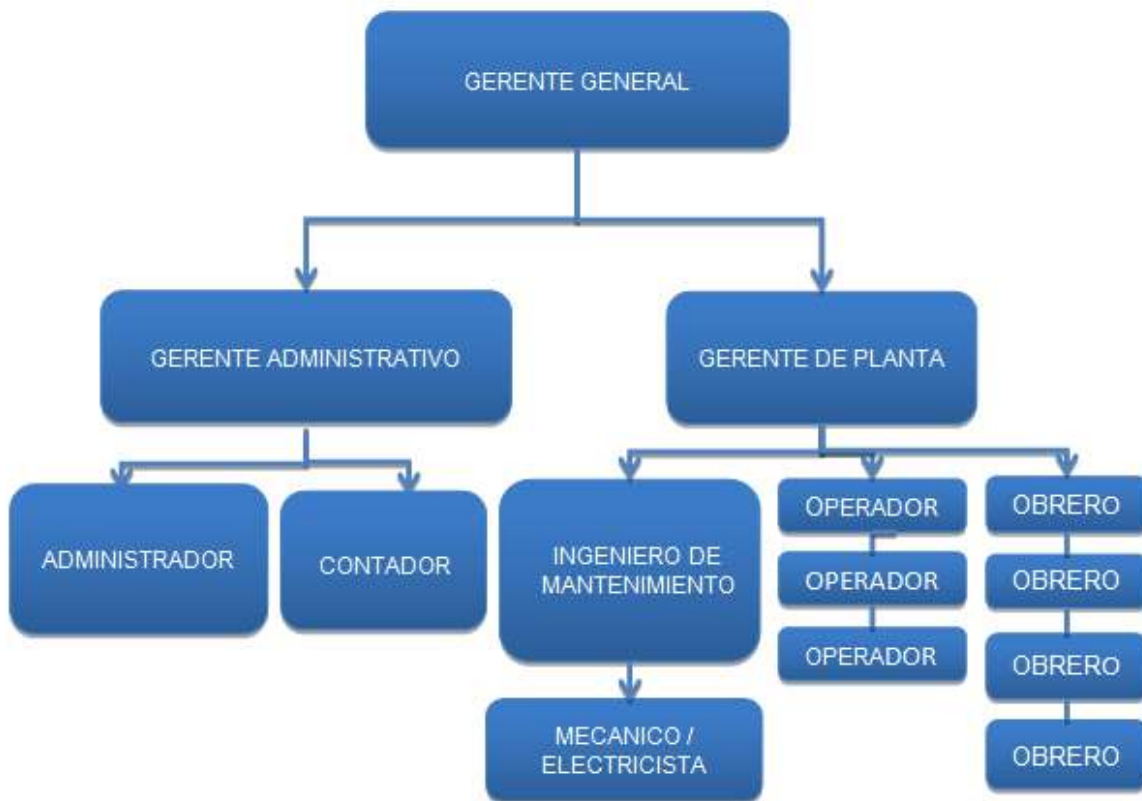 GERENTE GENERAL
GERENTE ADMINISTRATIVO
GERENTE DE PLANTA
ADMINISTRADOR
CONTADOR
INGENIERO DE
MANTENIMIENTO
MECANICO /
ELECTRICISTA
OPERADOR
OPERADOR
OPERADOR
OBRERO
OBRERO
OBRERO
OBRERO